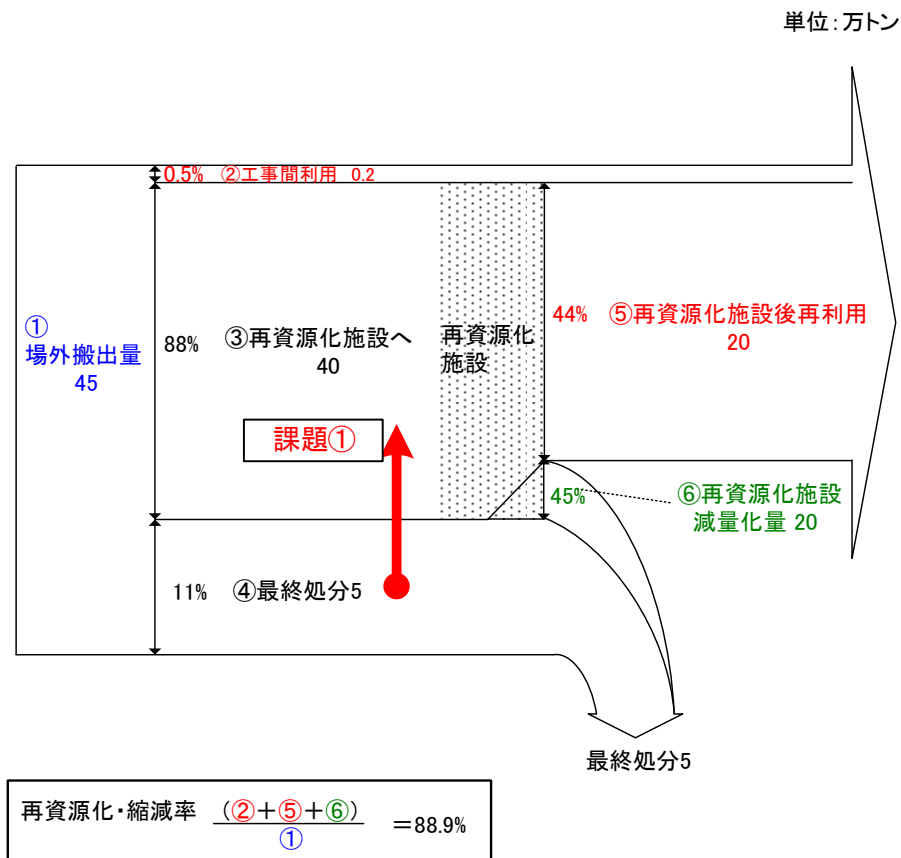 単位：万トン
0.5% ②工事間利用 0.2
①
場外搬出量
45
88%
③再資源化施設へ
40
再資源化
施設
44%
⑤再資源化施設後再利用
20
課題①
45%
⑥再資源化施設
減量化量 20
11%
④最終処分5
最終処分5
再資源化・縮減率 (②＋⑤＋⑥)
①
＝88.9%